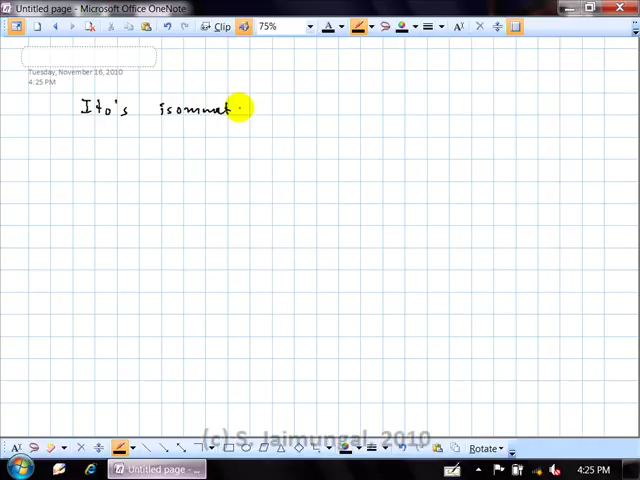 Untitled page - Microsoft Office OneNote
Clip
75%
Tuesday, November 16, 2010
4:25 PM
Ito's isommet
(c) S. Jaimungal, 2010
Rotate
Untitled page - ...
4:25 PM